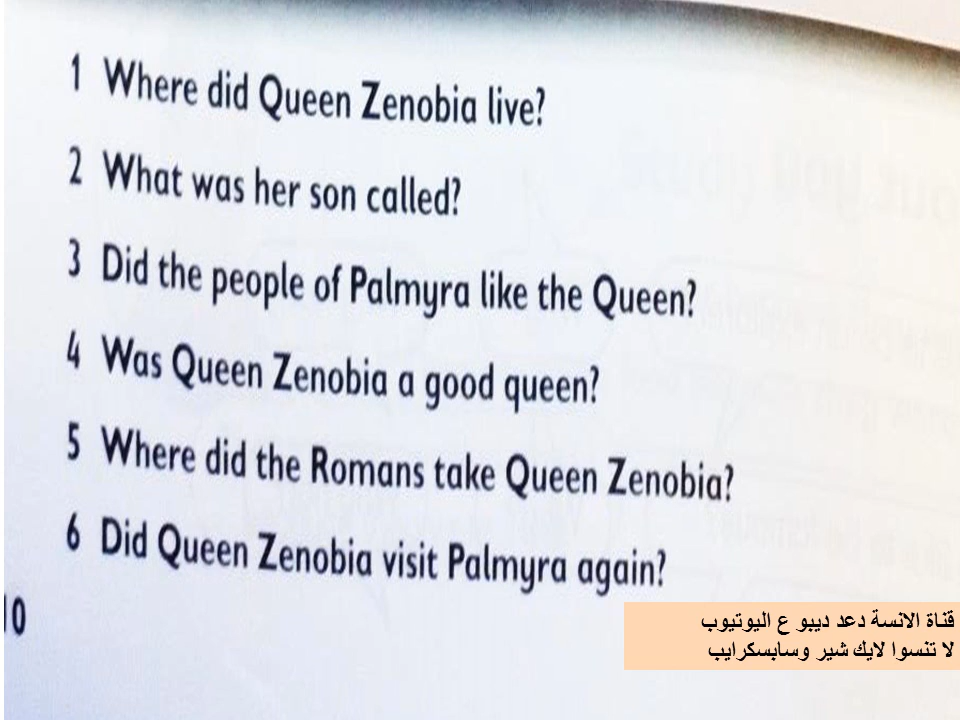 1 Where did Queen Zenobia live?
2 What was her son called?
3 Did the people of Palmyra like the Queen?
4 Was Queen Zenobia a good queen?
5 Where did the Romans take Queen Zenobia?
6 Did Queen Zenobia visit Palmyra again?
10
قناة الانسة دعد ديبو ع اليوتيوب
لا تنسوا لايك شير وسابسكرايب